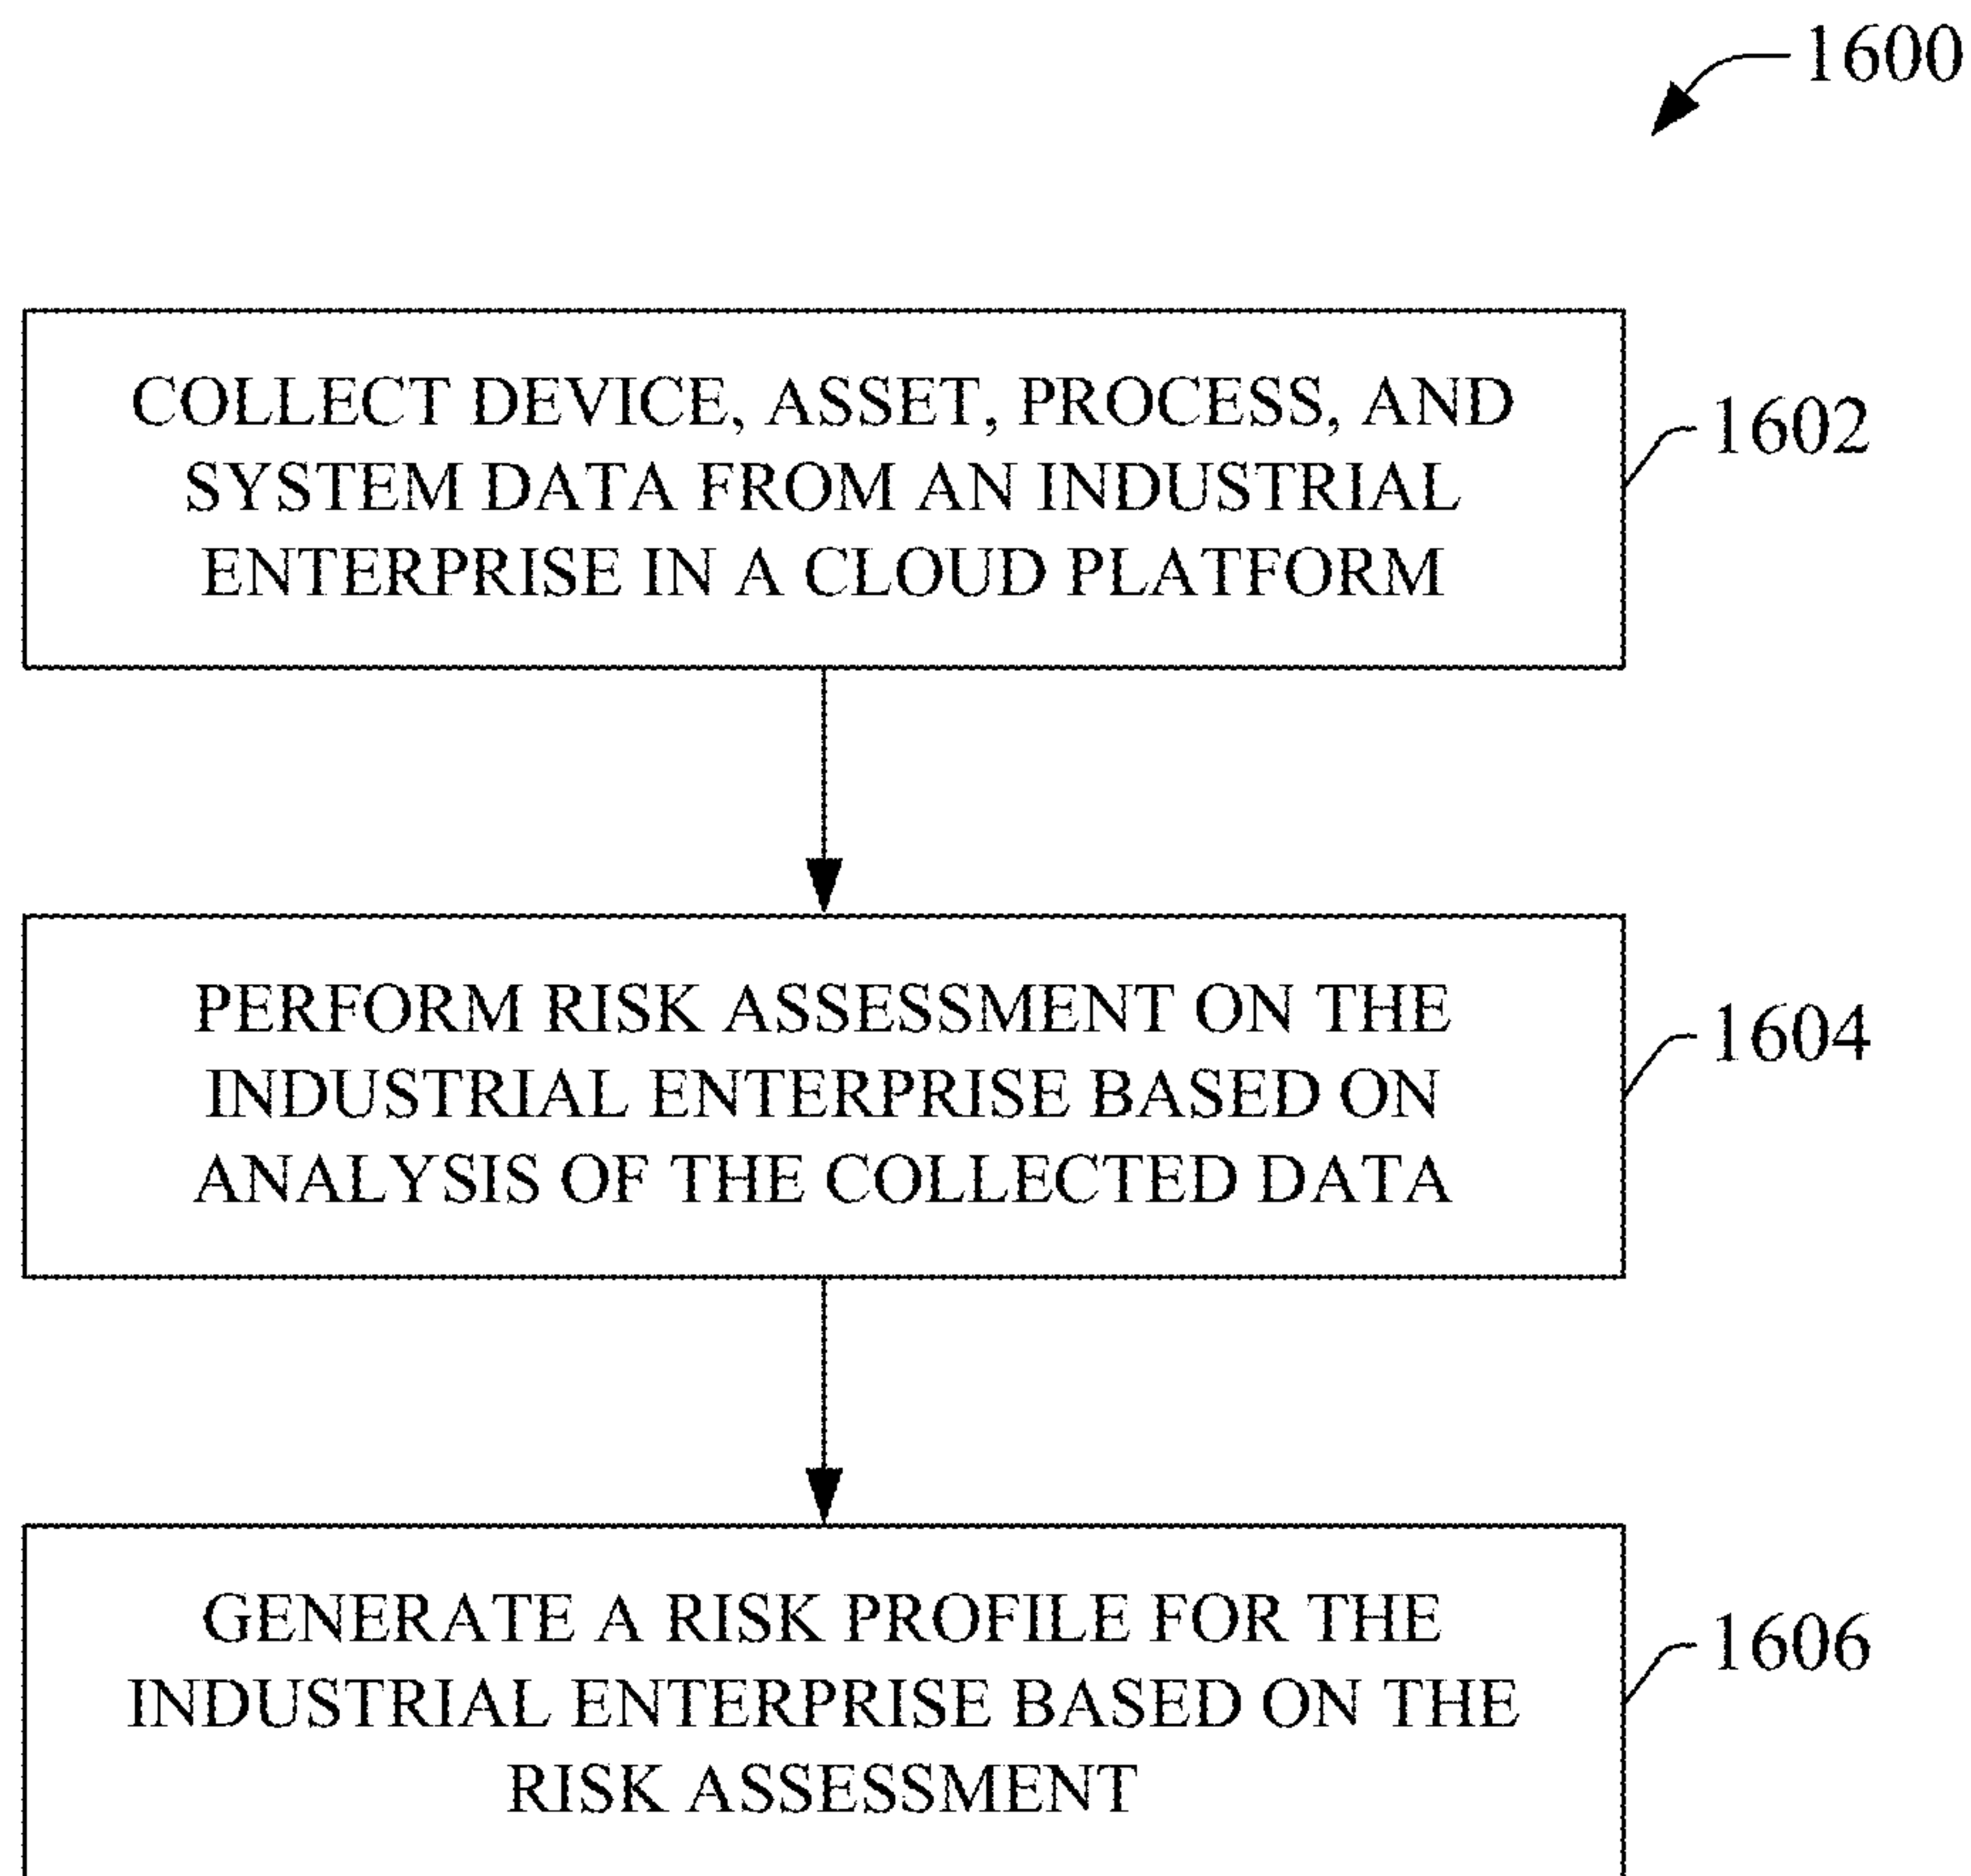 1600
COLLECT DEVICE, ASSET, PROCESS, AND
SYSTEM DATA FROM AN INDUSTRIAL
ENTERPRISE IN A CLOUD PLATFORM
1602
PERFORM RISK ASSESSMENT ON THE
INDUSTRIAL ENTERPRISE BASED ON
ANALYSIS OF THE COLLECTED DATA
1604
GENERATE A RISK PROFILE FOR THE
INDUSTRIAL ENTERPRISE BASED ON THE
RISK ASSESSMENT
1606